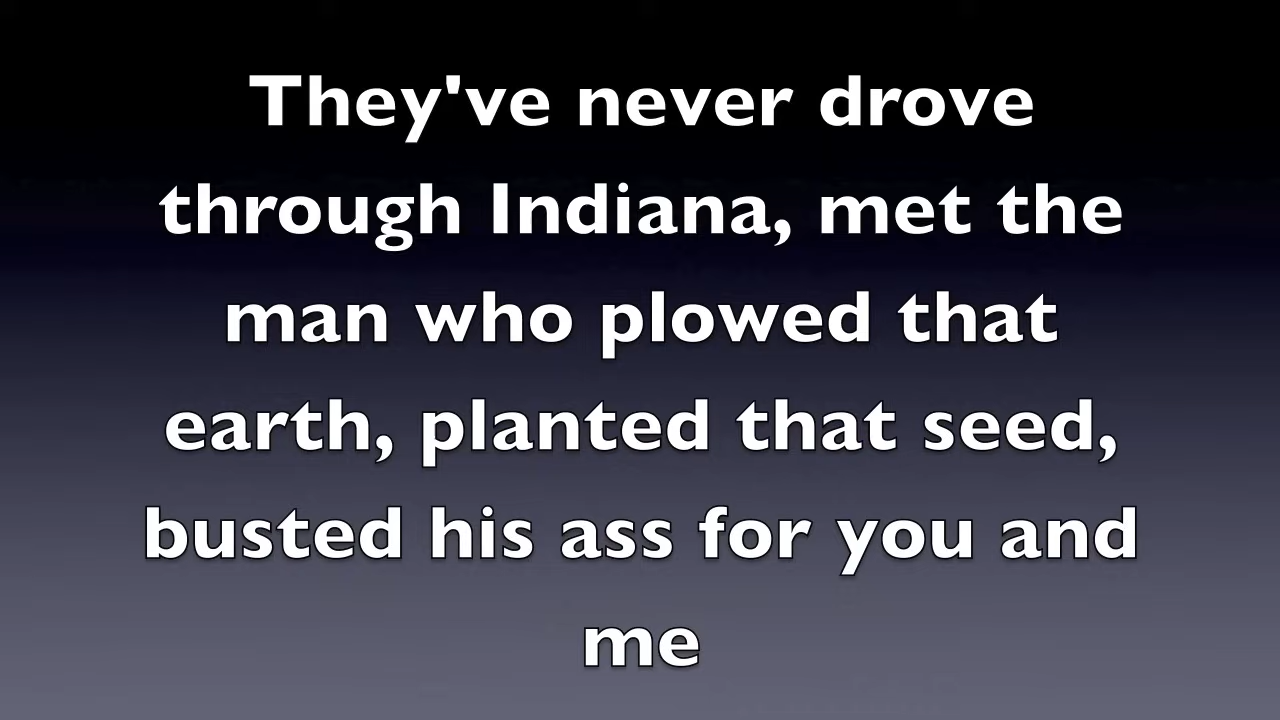 They've never drove
through Indiana, met the
man who plowed that
earth, planted that seed,
busted his ass for you and
me